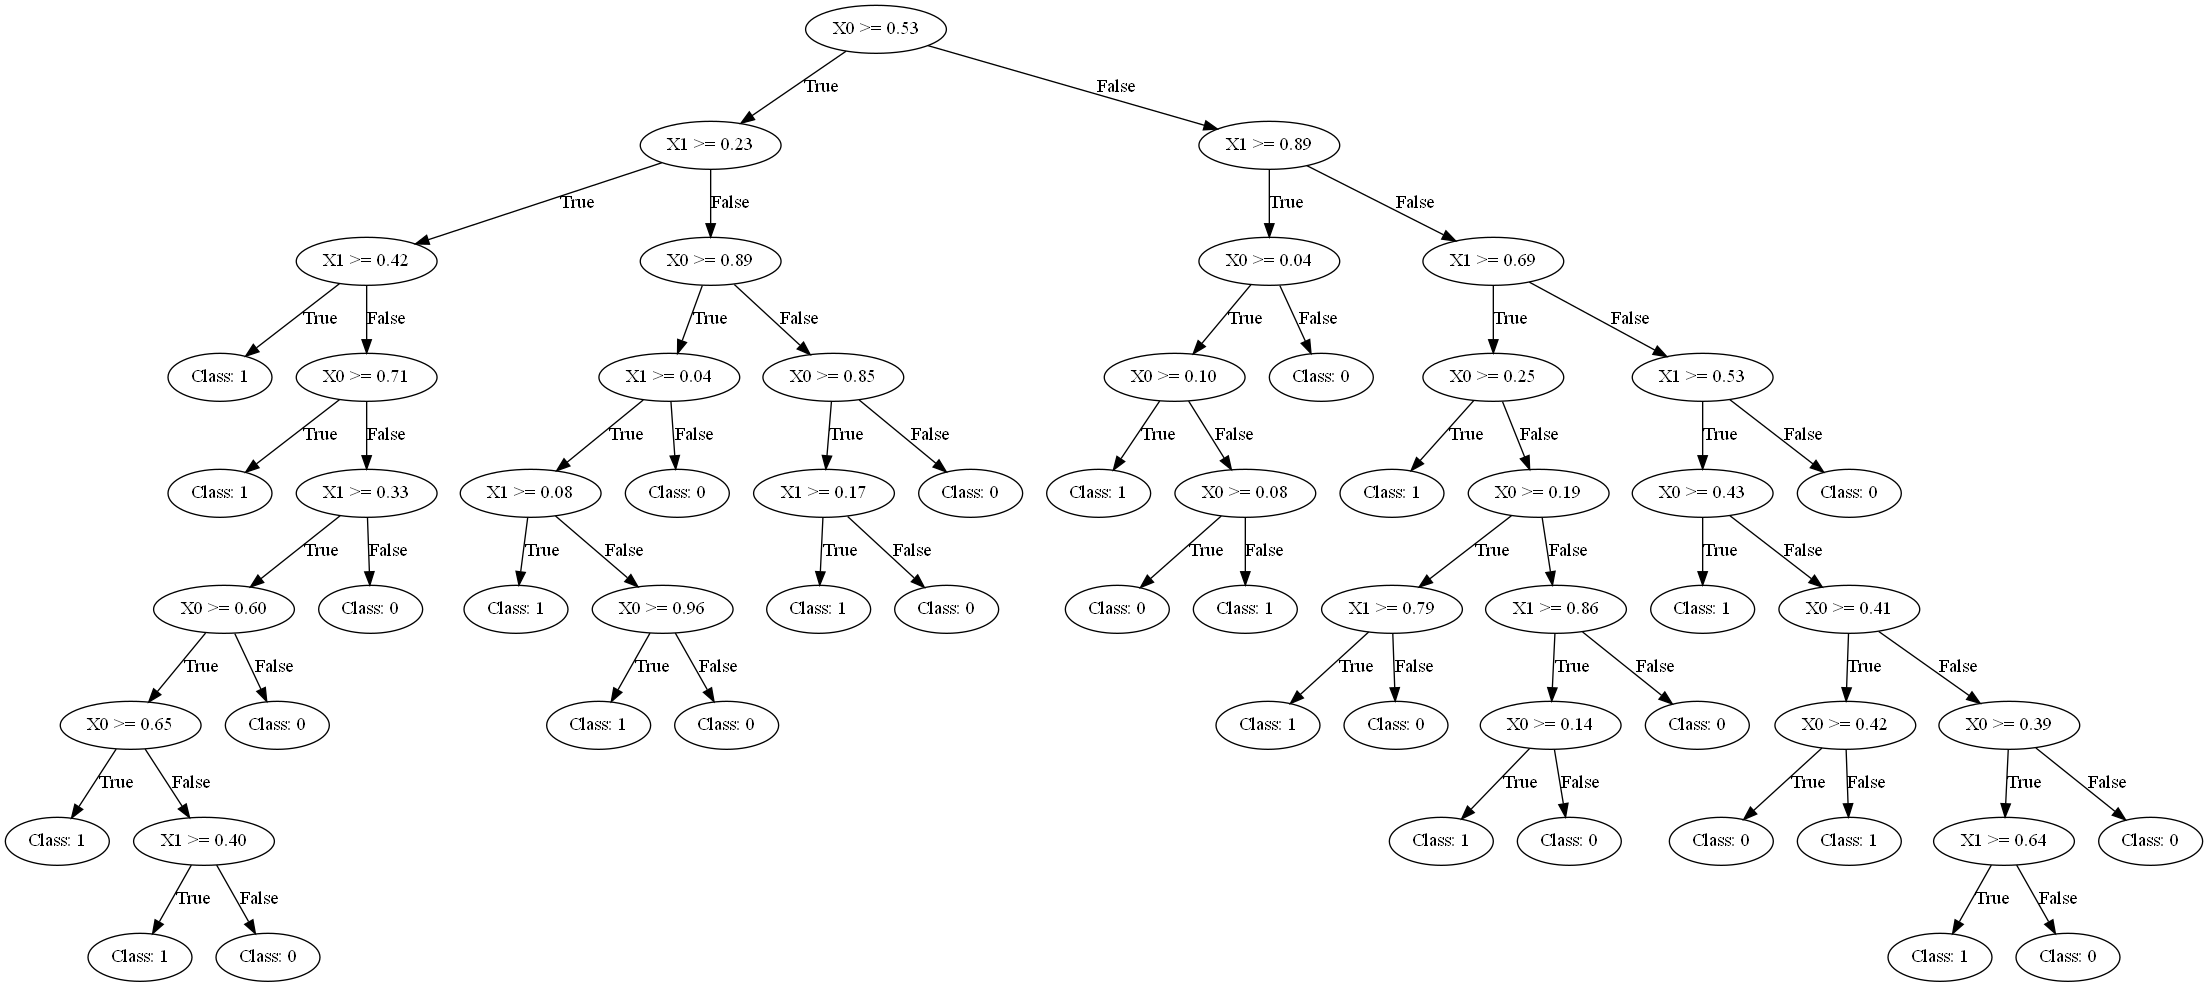 X0 >= 0.53
True
False
X1 >= 0.23
X1 >= 0.89
True
False
True
False
X1 >= 0.42
X0 >= 0.89
X0 >= 0.04
X1 >= 0.69
True
False
True
False
True
False
True
False
Class: 1
X0 >= 0.71
X1 >= 0.04
X0 >= 0.85
X0 >= 0.10
Class: 0
X0 >= 0.25
X1 >= 0.53
True
False
True
False
True
False
True
False
True
False
True
False
Class: 1
X1 >= 0.33
X1 >= 0.08
Class: 0
X1 >= 0.17
Class: 0
Class: 1
X0 >= 0.08
Class: 1
X0 >= 0.19
X0 >= 0.43
Class: 0
True
False
True
False
True
False
True
False
True
False
True
False
X0 >= 0.60
Class: 0
Class: 1
X0 >= 0.96
Class: 1
Class: 0
Class: 0
Class: 1
X1 >= 0.79
X1 >= 0.86
Class: 1
X0 >= 0.41
True
False
True
False
True
False
True
False
True
False
X0 >= 0.65
Class: 0
Class: 1
Class: 0
Class: 1
Class: 0
X0 >= 0.14
Class: 0
X0 >= 0.42
X0 >= 0.39
True
False
True
False
True
False
True
False
Class: 1
X1 >= 0.40
Class: 1
Class: 0
Class: 0
Class: 1
X1 >= 0.64
Class: 0
True
False
True
False
Class: 1
Class: 0
Class: 1
Class: 0